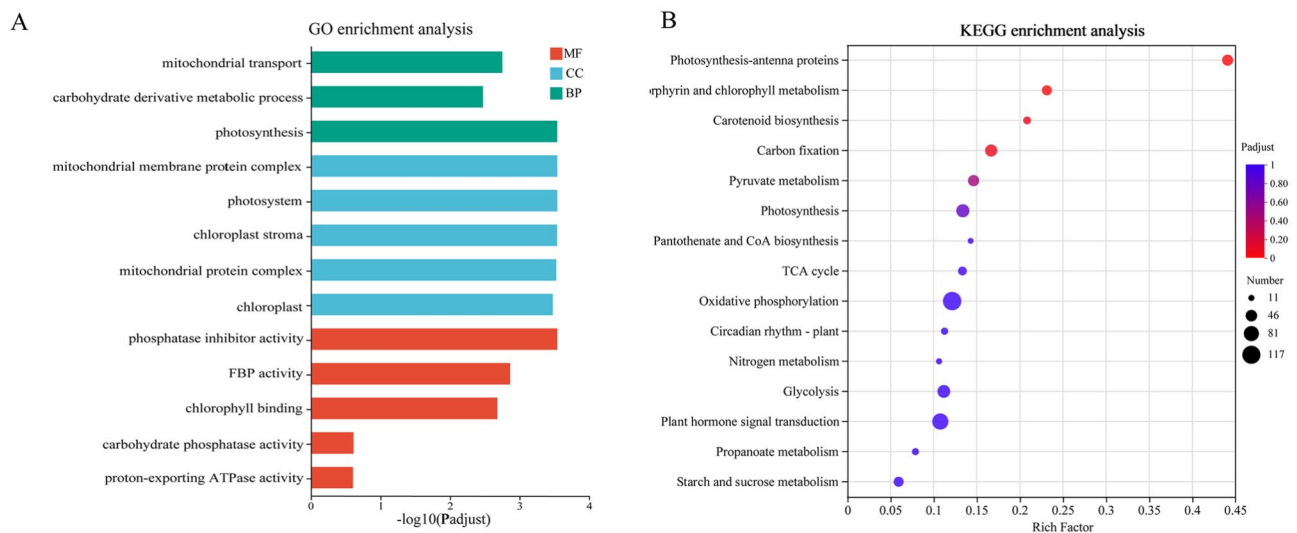 A
GO enrichment analysis
MF
CC
BP
mitochondrial transport
carbohydrate derivative metabolic process
photosynthesis
mitochondrial membrane protein complex
photosystem
chloroplast stroma
mitochondrial protein complex
chloroplast
phosphatase inhibitor activity
FBP activity
chlorophyll binding
carbohydrate phosphatase activity
proton-exporting ATPase activity
0 1 2 3 4
-log10(Padjust)
B
KEGG enrichment analysis
Photosynthesis-antenna proteins
orphyrin and chlorophyll metabolism
Carotenoid biosynthesis
Carbon fixation
Pyruvate metabolism
Photosynthesis
Pantothenate and CoA biosynthesis
TCA cycle
Oxidative phosphorylation
Circadian rhythm - plant
Nitrogen metabolism
Glycolysis
Plant hormone signal transduction
Propanoate metabolism
Starch and sucrose metabolism
0 0.05 0.1 0.15 0.2 0.25 0.3 0.35 0.4 0.45
Rich Factor
Padjust
1
0.80
0.60
0.40
0.20
0
Number
11
46
81
117